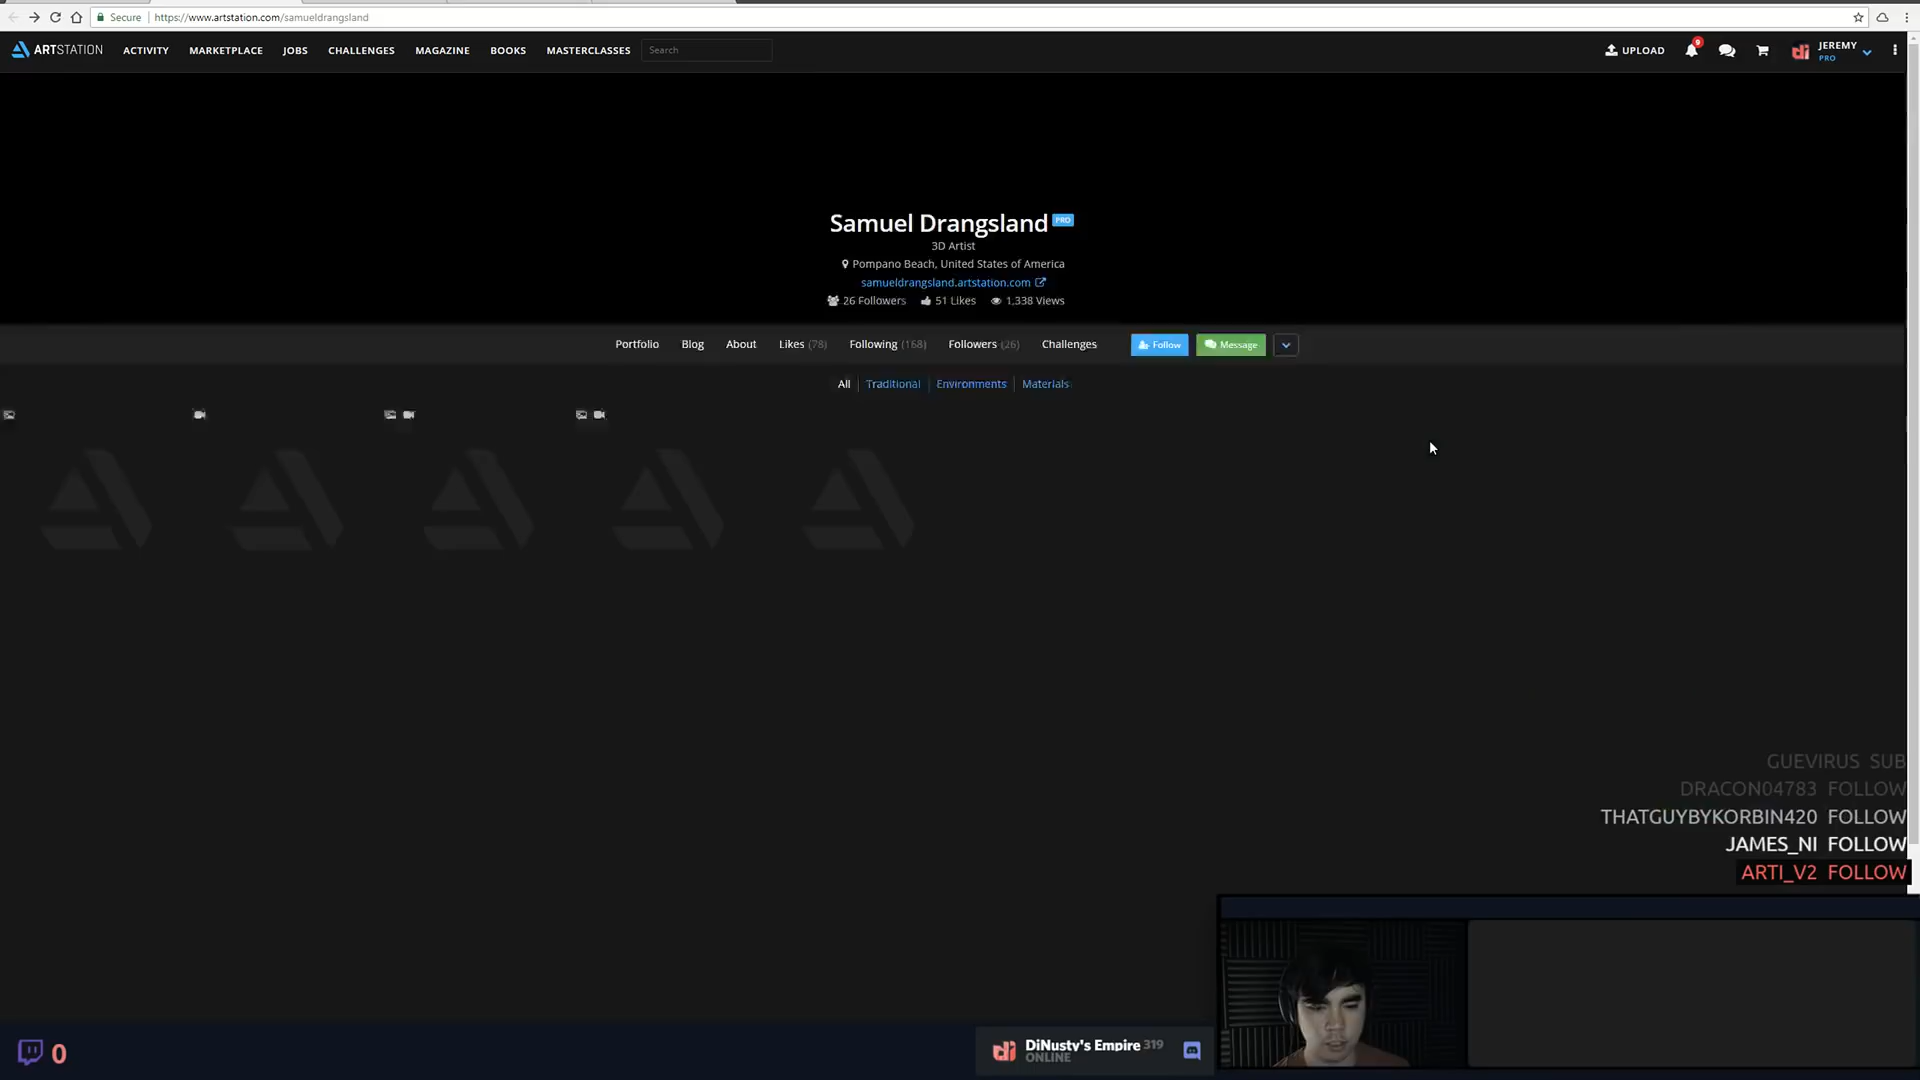 Secure https://www.artstation.com/samueldrangsland
ARTSTATION ACTIVITY MARKETPLACE JOBS CHALLENGES MAGAZINE BOOKS MASTERCLASSES Search UPLOAD 9 di JEREMY
PRO
Samuel Drangsland PRO
3D Artist
Pompano Beach, United States of America
samueldrangsland.artstation.com
26 Followers 51 Likes 1,338 Views
Portfolio Blog About Likes (78) Following (168) Followers (26) Challenges Follow Message
All Traditional Environments Materials
GUEVIRUS SUB
DRACON04783 FOLLOW
THATGUYBYKORBIN420 FOLLOW
JAMES_NI FOLLOW
ARTI_V2 FOLLOW
0
di DiNusty's Empire 319
ONLINE